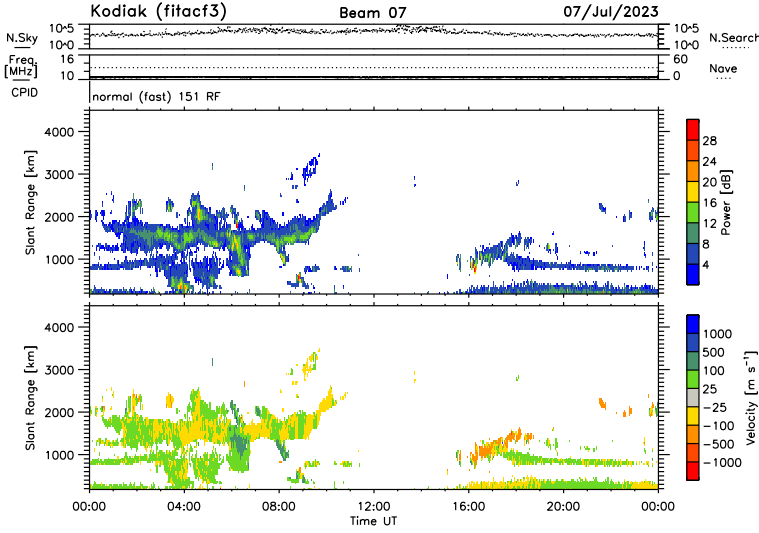 Kodiak (fitacf3) Beam 07 07/Jul/2023
N.Sky 10^5 10^0 10^5 10^0 N.Search
Freq. [MHz] 16 10 60 0 Nave
CPID normal (fast) 151 RF
Slant Range [km] 4000 3000 2000 1000
Power [dB] 28 24 20 16 12 8 4
Slant Range [km] 4000 3000 2000 1000
Velocity [m s⁻¹] 1000 500 100 25 −25 −100 −500 −1000
00:00 04:00 08:00 12:00 16:00 20:00 00:00
Time UT